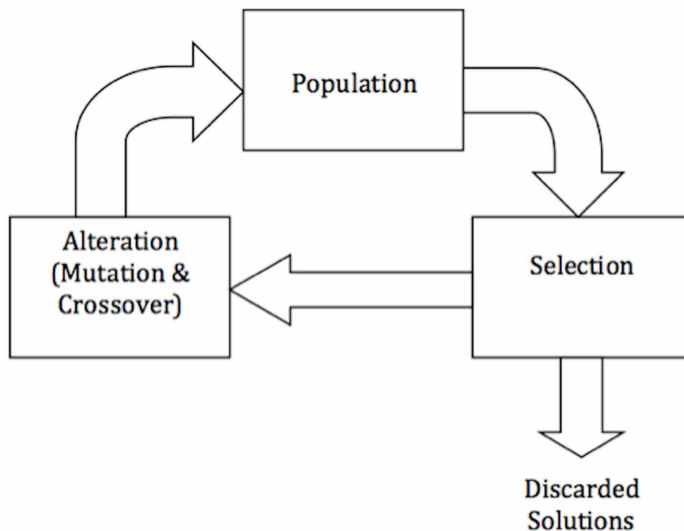 Population
Selection
Alteration
(Mutation &
Crossover)
Discarded
Solutions